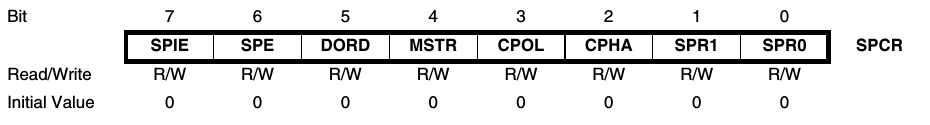 Bit 7 6 5 4 3 2 1 0
SPIE SPE DORD MSTR CPOL CPHA SPR1 SPR0 SPCR
Read/Write R/W R/W R/W R/W R/W R/W R/W R/W
Initial Value 0 0 0 0 0 0 0 0